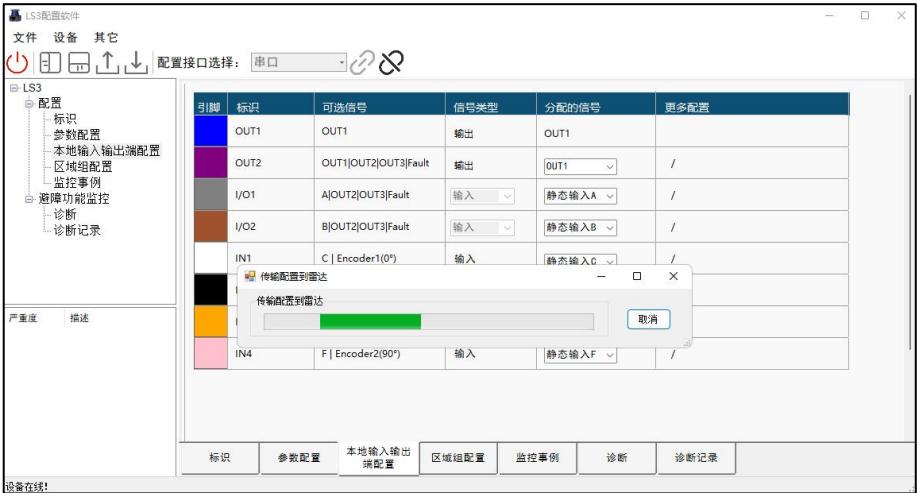 LS3配置软件
文件 设备 其它
配置接口选择： 串口
LS3
配置
标识
参数配置
本地输入输出端配置
区域组配置
监控事例
避障功能监控
诊断
诊断记录
严重度 描述
引脚 标识 可选信号 信号类型 分配的信号 更多配置
OUT1 OUT1 输出 OUT1
OUT2 OUT1|OUT2|OUT3|Fault 输出 OUT1 /
I/O1 A|OUT2|OUT3|Fault 输入 静态输入A /
I/O2 B|OUT2|OUT3|Fault 输入 静态输入B /
IN1 C | Encoder1(0°) 输入 静态输入C /
传输配置到雷达
传输配置到雷达
取消
IN4 F | Encoder2(90°) 输入 静态输入F /
标识 参数配置 本地输入输出端配置 区域组配置 监控事例 诊断 诊断记录
设备在线!